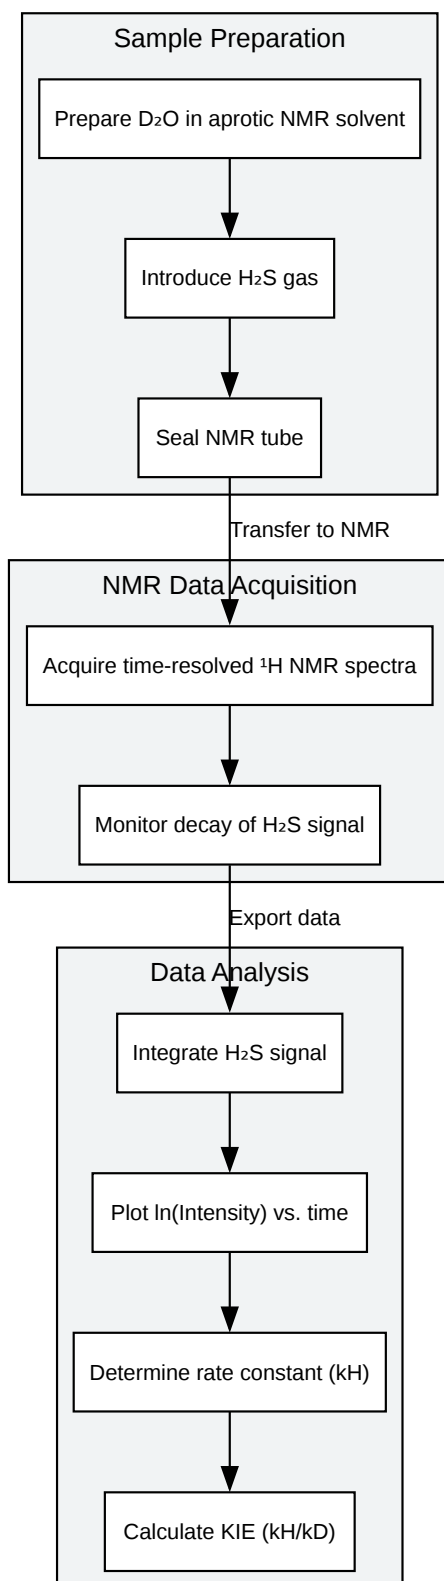 Sample Preparation
Prepare D₂O in aprotic NMR solvent
Introduce H₂S gas
Seal NMR tube
Transfer to NMR
NMR Data Acquisition
Acquire time-resolved ¹H NMR spectra
Monitor decay of H₂S signal
Export data
Data Analysis
Integrate H₂S signal
Plot ln(Intensity) vs. time
Determine rate constant (kH)
Calculate KIE (kH/kD)